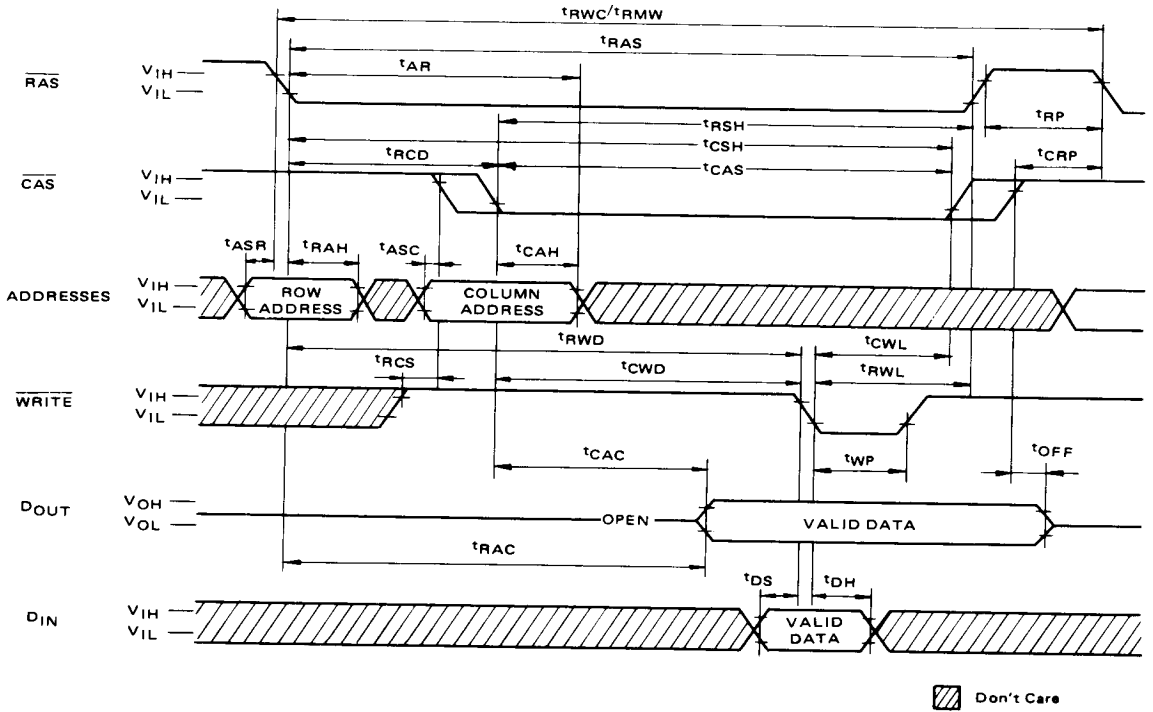 tRWC/tRMW
tRAS
tAR
RAS
VIH
VIL
tRP
tRSH
tCSH
tRCD
tCAS
tCRP
CAS
VIH
VIL
tASR
tRAH
tASC
tCAH
ADDRESSES
VIH
VIL
ROW
ADDRESS
COLUMN
ADDRESS
tRWD
tCWL
tRCS
tCWD
tRWL
WRITE
VIH
VIL
tWP
tOFF
tCAC
DOUT
VOH
VOL
OPEN
VALID DATA
tRAC
tDS
tDH
DIN
VIH
VIL
VALID
DATA
Don't Care